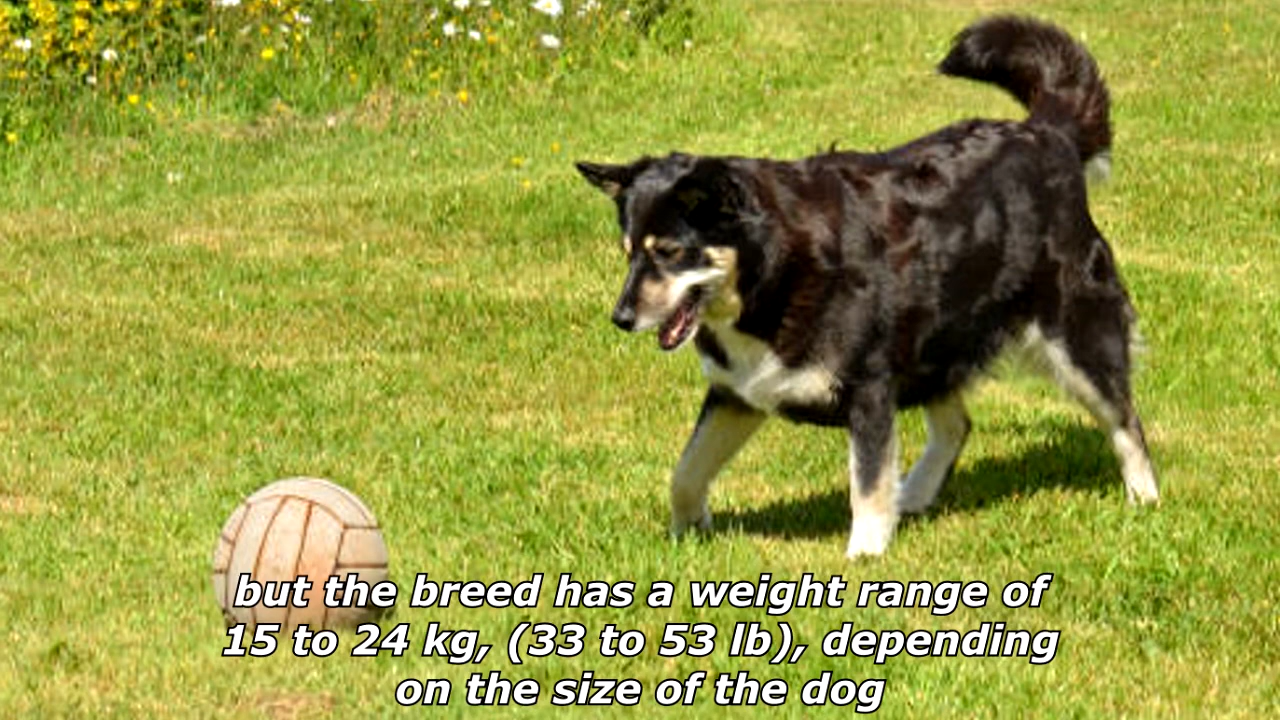 but the breed has a weight range of
15 to 24 kg, (33 to 53 lb), depending
on the size of the dog